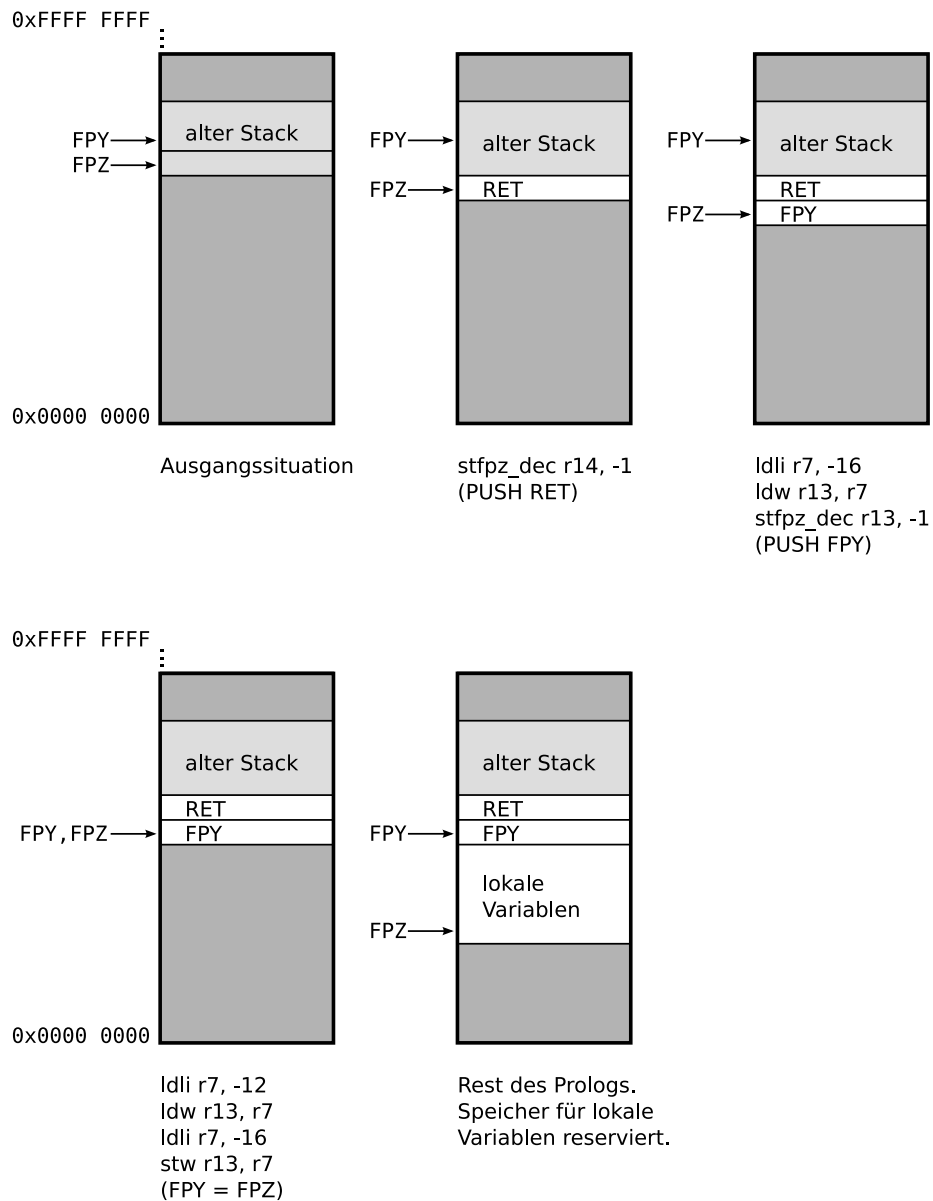 0xFFFF FFFF
FPY
FPZ
alter Stack
0x0000 0000
Ausgangssituation
FPY
FPZ
alter Stack
RET
stfpz_dec r14, -1
(PUSH RET)
FPY
FPZ
alter Stack
RET
FPY
ldli r7, -16
ldw r13, r7
stfpz_dec r13, -1
(PUSH FPY)
0xFFFF FFFF
FPY,FPZ
alter Stack
RET
FPY
0x0000 0000
ldli r7, -12
ldw r13, r7
ldli r7, -16
stw r13, r7
(FPY = FPZ)
FPY
FPZ
alter Stack
RET
FPY
lokale
Variablen
Rest des Prologs.
Speicher für lokale
Variablen reserviert.